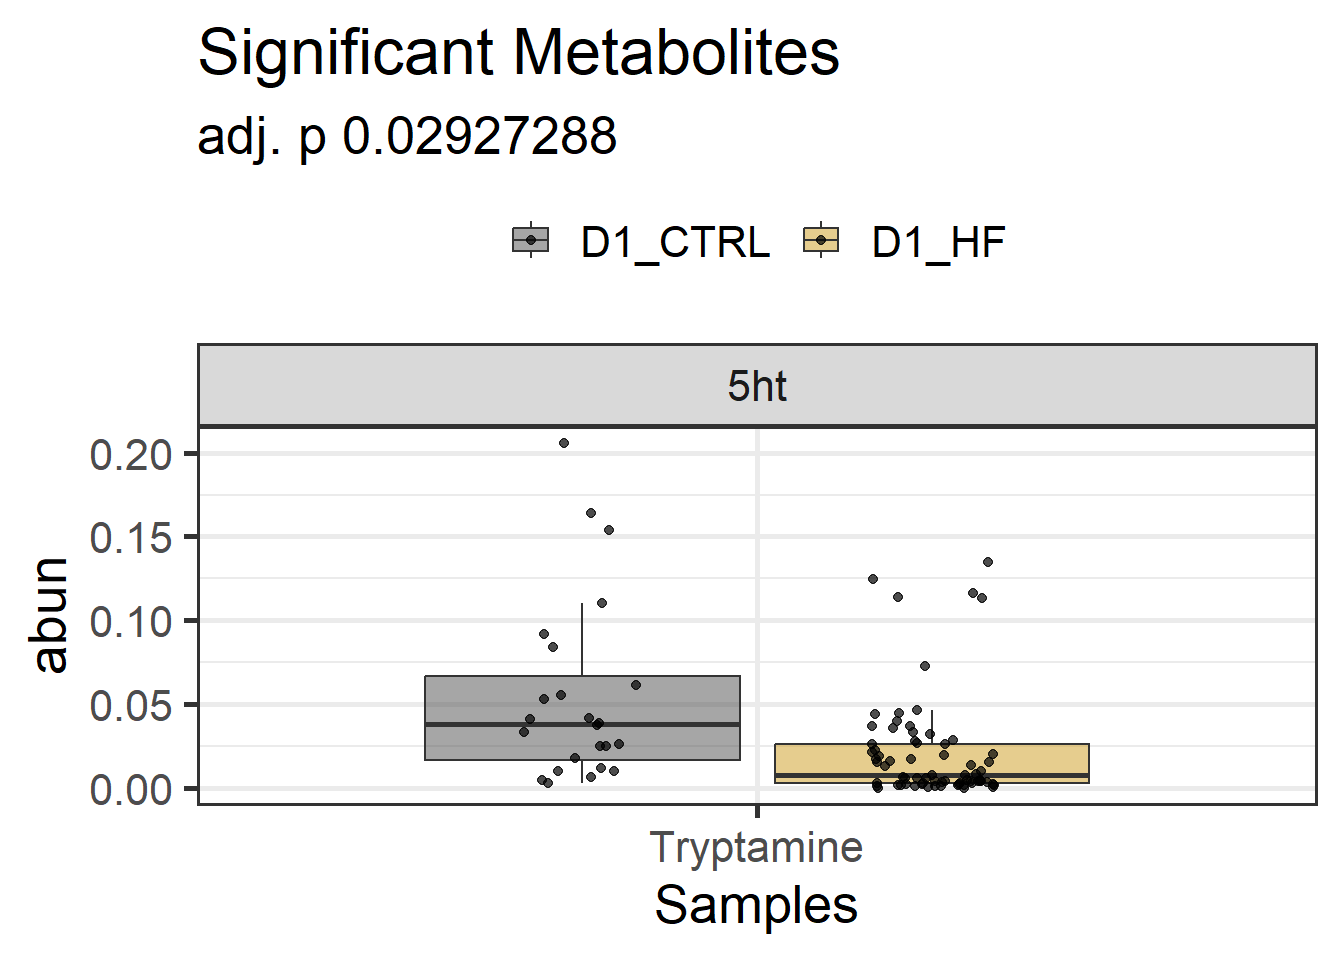 Significant Metabolites
adj. p 0.02927288
D1_CTRL D1_HF
5ht
0.20
0.15
0.10
0.05
0.00
abun
Tryptamine
Samples